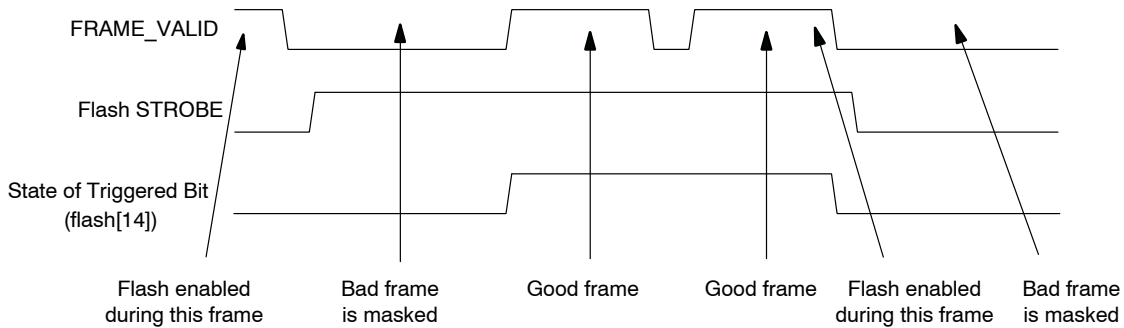 FRAME_VALID
Flash STROBE
State of Triggered Bit
(flash[14])
Flash enabled
during this frame
Bad frame
is masked
Good frame
Good frame
Flash enabled
during this frame
Bad frame
is masked